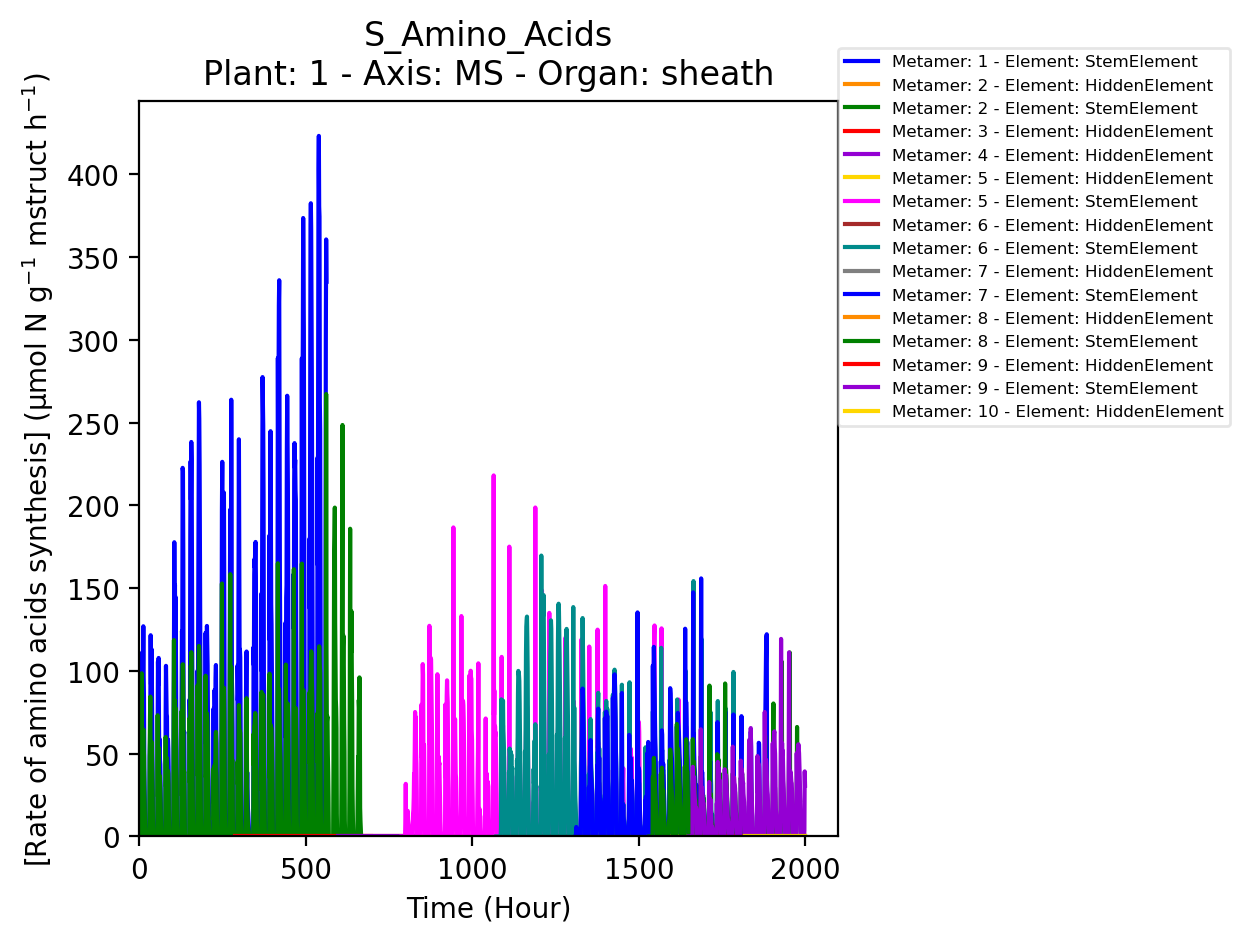 S_Amino_Acids
Plant: 1 - Axis: MS - Organ: sheath
[Rate of amino acids synthesis] (µmol N g⁻¹ mstruct h⁻¹)
400
350
300
250
200
150
100
50
0
0 500 1000 1500 2000
Time (Hour)
Metamer: 1 - Element: StemElement
Metamer: 2 - Element: HiddenElement
Metamer: 2 - Element: StemElement
Metamer: 3 - Element: HiddenElement
Metamer: 4 - Element: HiddenElement
Metamer: 5 - Element: HiddenElement
Metamer: 5 - Element: StemElement
Metamer: 6 - Element: HiddenElement
Metamer: 6 - Element: StemElement
Metamer: 7 - Element: HiddenElement
Metamer: 7 - Element: StemElement
Metamer: 8 - Element: HiddenElement
Metamer: 8 - Element: StemElement
Metamer: 9 - Element: HiddenElement
Metamer: 9 - Element: StemElement
Metamer: 10 - Element: HiddenElement